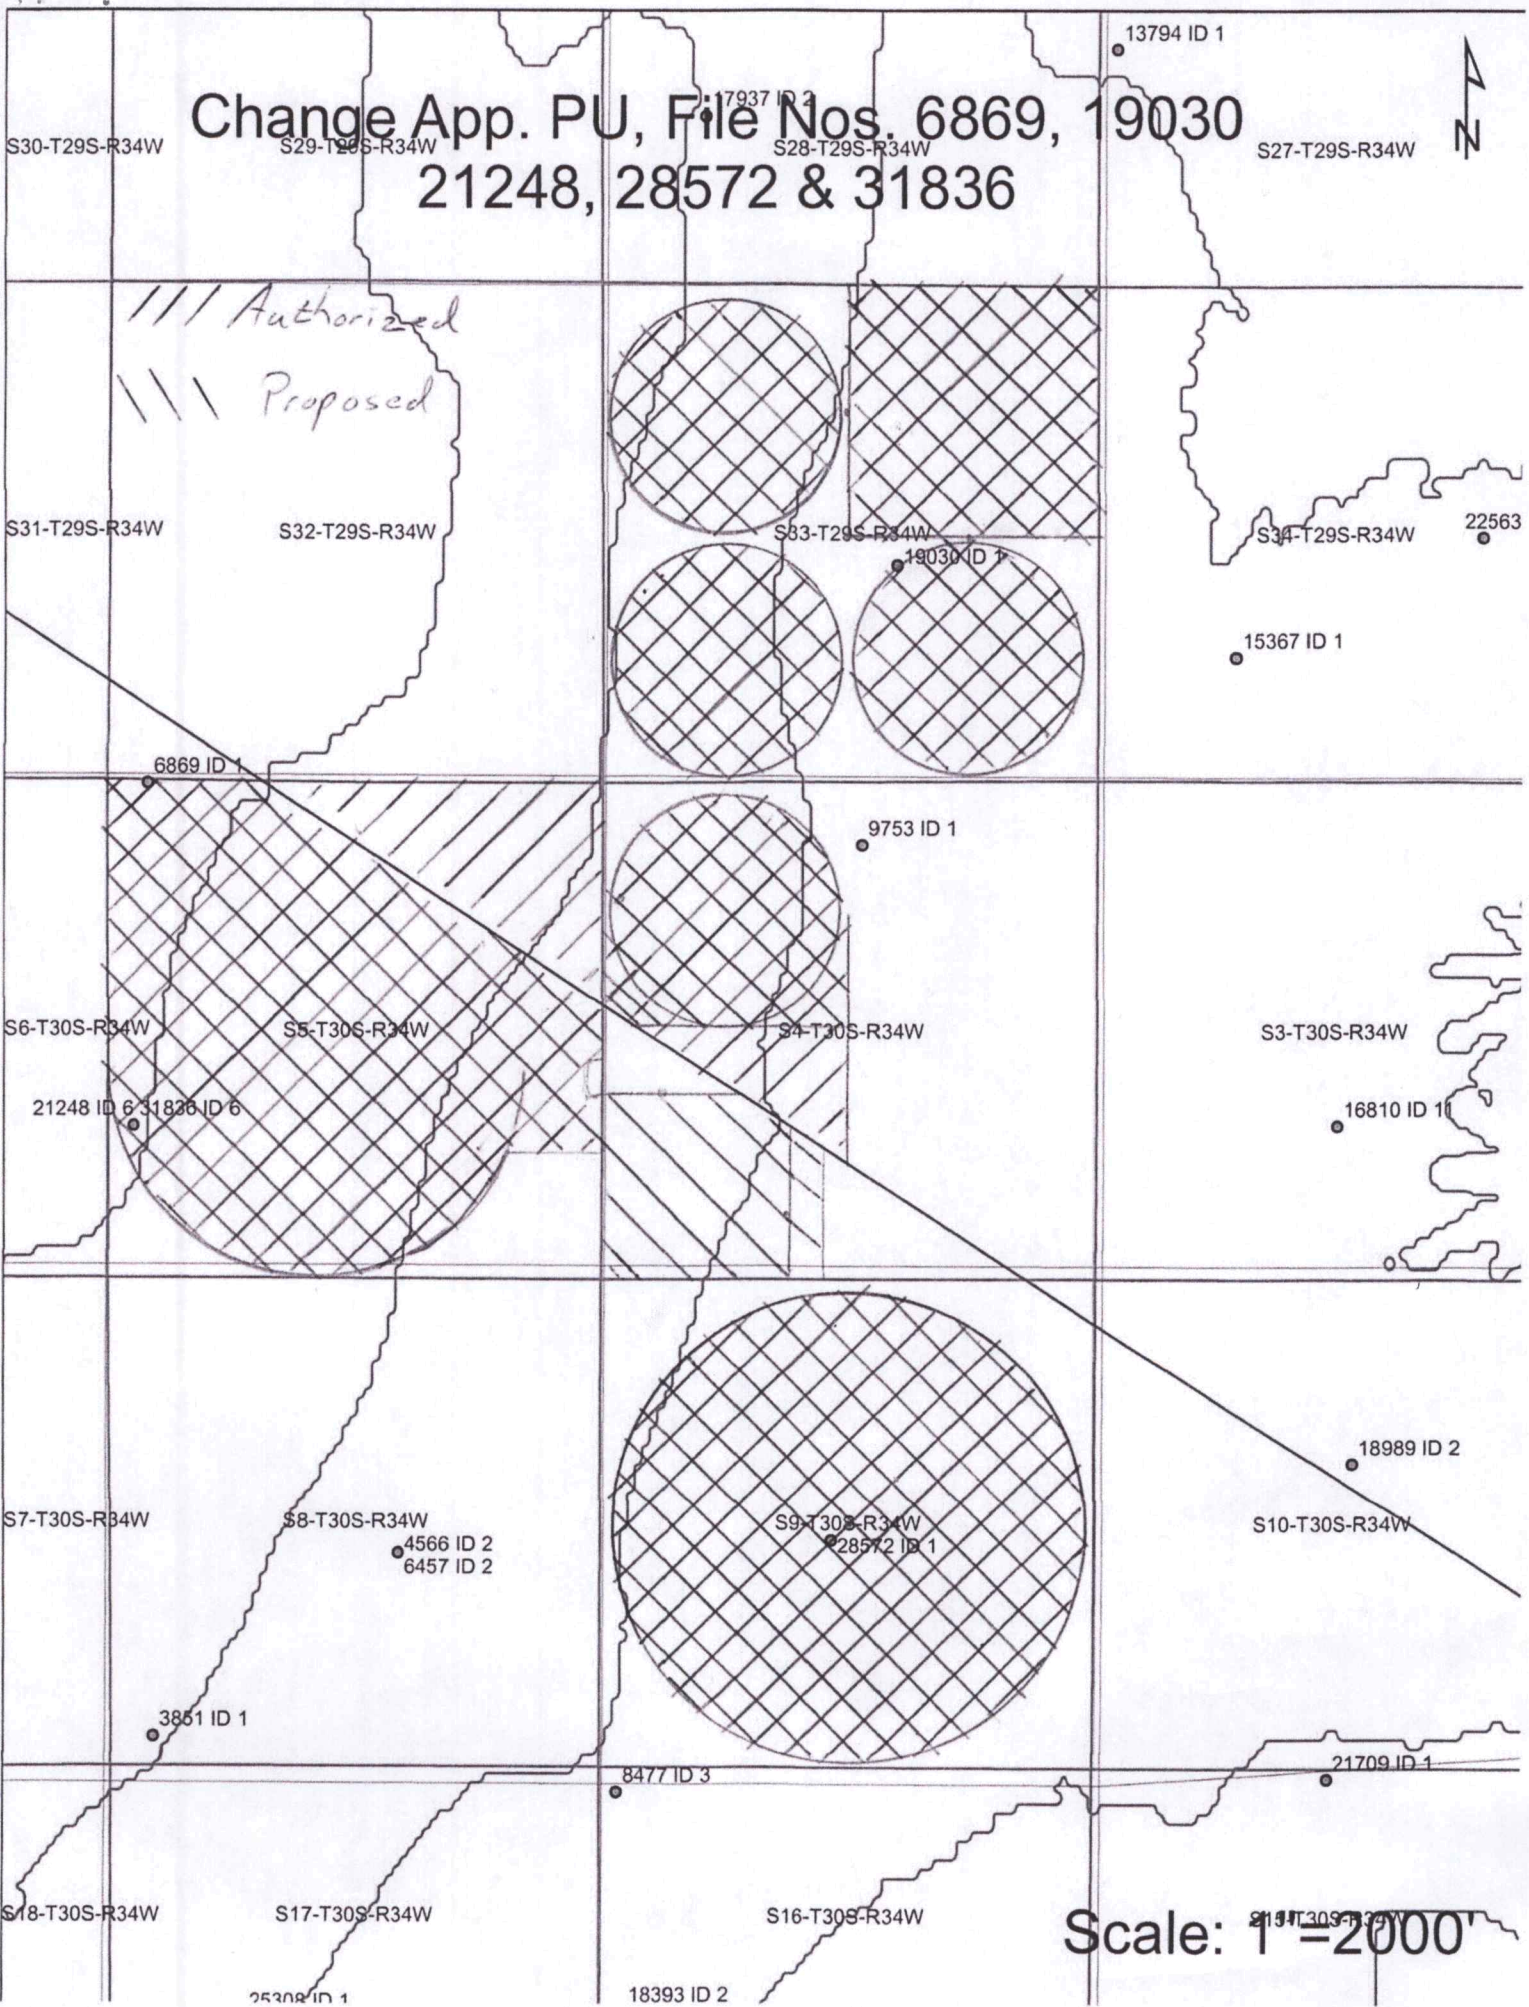 13794 ID 1
17937 ID 2
Change App. PU, File Nos. 6869, 19030
21248, 28572 & 31836
N
S30-T29S-R34W
S29-T29S-R34W
S28-T29S-R34W
S27-T29S-R34W
/// Authorized
\\\ Proposed
S31-T29S-R34W
S32-T29S-R34W
S33-T29S-R34W
S34-T29S-R34W
22563
19030 ID 1
15367 ID 1
6869 ID 1
9753 ID 1
S6-T30S-R34W
S5-T30S-R34W
S4-T30S-R34W
S3-T30S-R34W
21248 ID 6 31836 ID 6
16810 ID 11
18989 ID 2
S7-T30S-R34W
S8-T30S-R34W
S9-T30S-R34W
S10-T30S-R34W
28572 ID 1
4566 ID 2
6457 ID 2
3851 ID 1
8477 ID 3
21709 ID 1
S18-T30S-R34W
S17-T30S-R34W
S16-T30S-R34W
S15-T30S-R34W
Scale: 1"=2000'
25308 ID 1
18393 ID 2